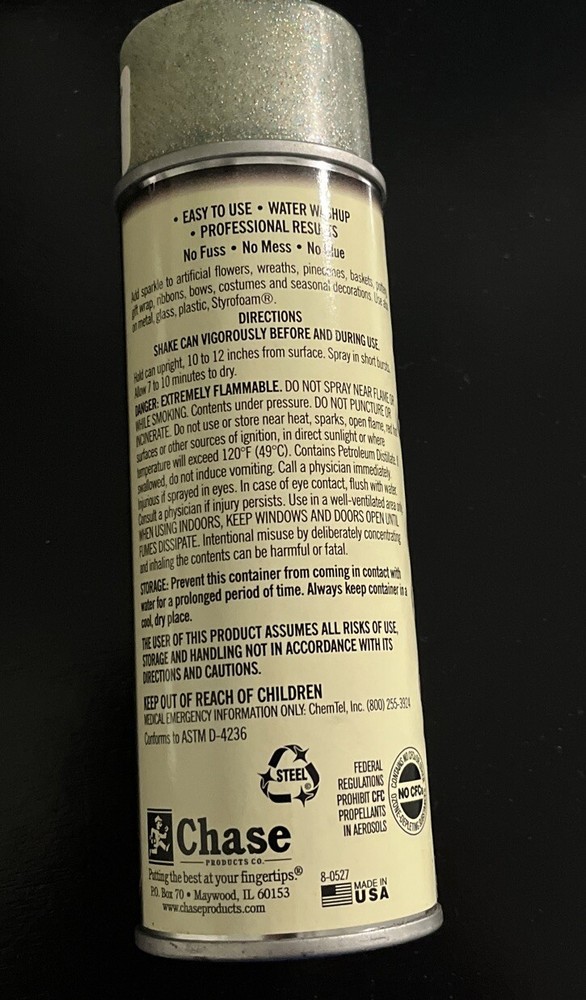 • EASY TO USE • WATER WASHUP
• PROFESSIONAL RESULTS
No Fuss • No Mess • No Glue
Add sparkle to artificial flowers, wreaths, pinecones, baskets,
gift wrap, ribbons, bows, costumes and seasonal decorations. Use also
on metal, glass, plastic, Styrofoam®.
DIRECTIONS
SHAKE CAN VIGOROUSLY BEFORE AND DURING USE.
Hold can upright, 10 to 12 inches from surface. Spray in short bursts.
Allow 7 to 10 minutes to dry.
DANGER: EXTREMELY FLAMMABLE. DO NOT SPRAY NEAR FLAME OR
WHILE SMOKING. Contents under pressure. DO NOT PUNCTURE OR
INCINERATE. Do not use or store near heat, sparks, open flame, red hot
surfaces or other sources of ignition, in direct sunlight or where
temperature will exceed 120°F (49°C). Contains Petroleum Distillate. If
swallowed, do not induce vomiting. Call a physician immediately.
Injurious if sprayed in eyes. In case of eye contact, flush with water.
Consult a physician if injury persists. Use in a well-ventilated area only.
WHEN USING INDOORS, KEEP WINDOWS AND DOORS OPEN UNTIL
FUMES DISSIPATE. Intentional misuse by deliberately concentrating
and inhaling the contents can be harmful or fatal.
STORAGE: Prevent this container from coming in contact with
water for a prolonged period of time. Always keep container in a
cool, dry place.
THE USER OF THIS PRODUCT ASSUMES ALL RISKS OF USE,
STORAGE AND HANDLING NOT IN ACCORDANCE WITH ITS
DIRECTIONS AND CAUTIONS.
KEEP OUT OF REACH OF CHILDREN
MEDICAL EMERGENCY INFORMATION ONLY: ChemTel, Inc. (800) 255-3924
Conforms to ASTM D-4236
STEEL
FEDERAL
REGULATIONS
PROHIBIT CFC
PROPELLANTS
IN AEROSOLS
NO CFCs
Chase
PRODUCTS CO.
Putting the best at your fingertips.®
P.O. Box 70 • Maywood, IL 60153
www.chaseproducts.com
8-0527
MADE IN
USA